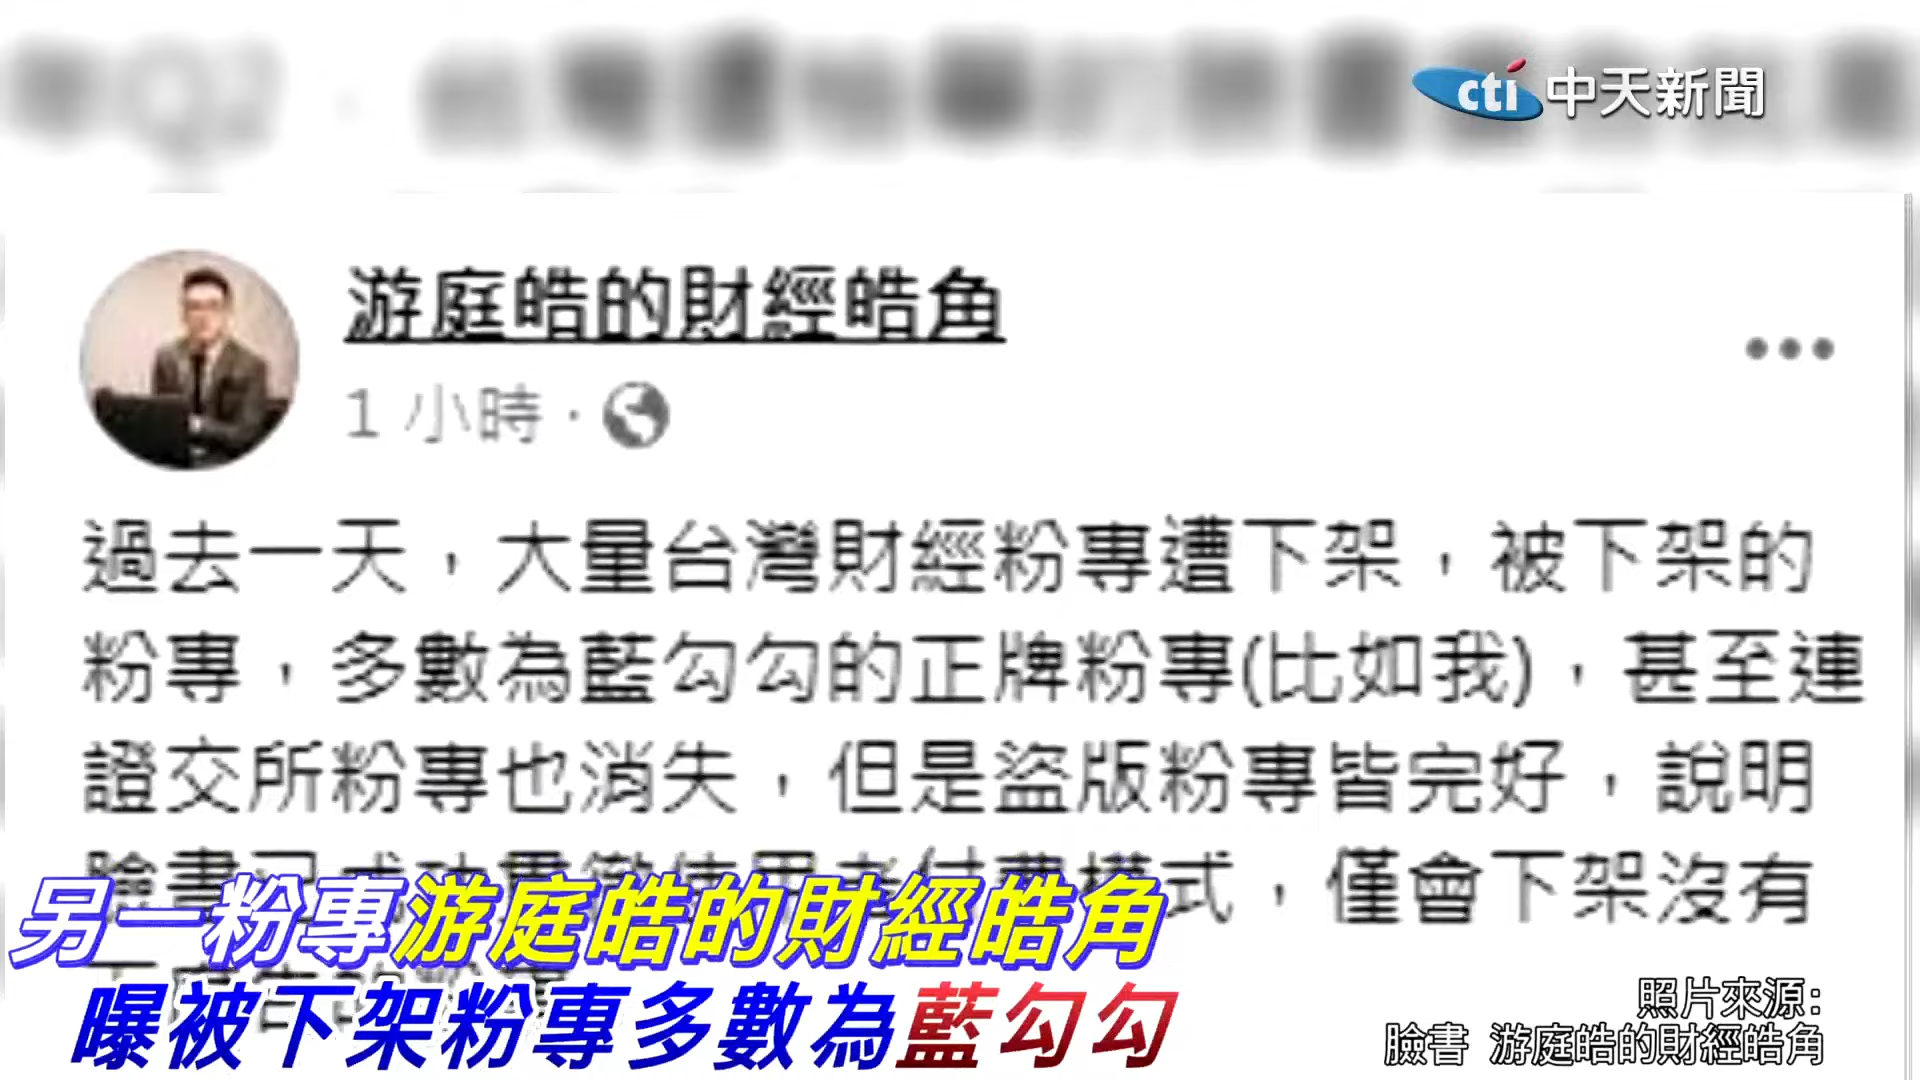 cti 中天新聞
游庭皓的財經皓角
1 小時 ·
過去一天，大量台灣財經粉專遭下架，被下架的
粉專，多數為藍勾勾的正牌粉專(比如我)，甚至連
證交所粉專也消失，但是盜版粉專皆完好，說明
式，僅會下架沒有
另一粉專游庭皓的財經皓角
曝被下架粉專多數為藍勾勾
照片來源:
臉書 游庭皓的財經皓角